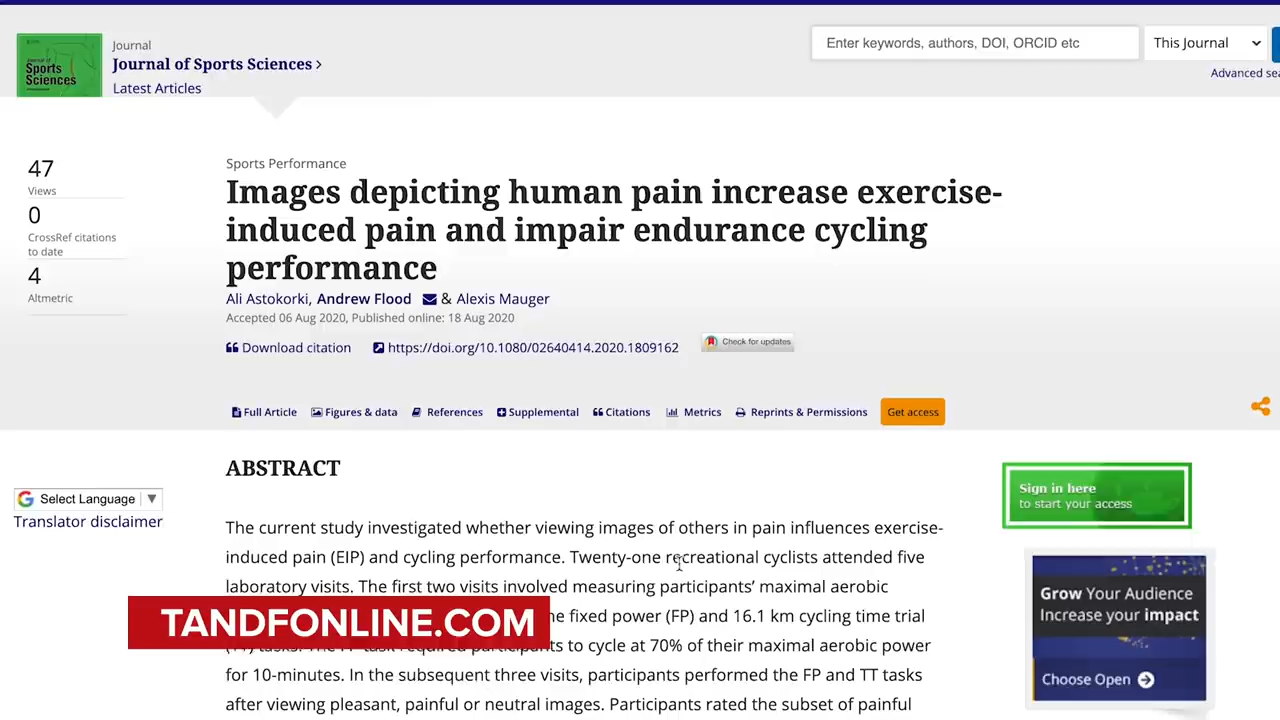 Journal
Journal of Sports Sciences >
Latest Articles
Journal of
Sports
Sciences
Enter keywords, authors, DOI, ORCID etc
This Journal
Advanced sea
47
Views
0
CrossRef citations
to date
4
Altmetric
Sports Performance
Images depicting human pain increase exercise-
induced pain and impair endurance cycling
performance
Ali Astokorki, Andrew Flood & Alexis Mauger
Accepted 06 Aug 2020, Published online: 18 Aug 2020
Download citation https://doi.org/10.1080/02640414.2020.1809162 Check for updates
Full Article Figures & data References Supplemental Citations Metrics Reprints & Permissions Get access
ABSTRACT
Select Language ▼
Translator disclaimer
The current study investigated whether viewing images of others in pain influences exercise-
induced pain (EIP) and cycling performance. Twenty-one recreational cyclists attended five
laboratory visits. The first two visits involved measuring participants’ maximal aerobic
fixed power (FP) and 16.1 km cycling time trial
to cycle at 70% of their maximal aerobic power
for 10-minutes. In the subsequent three visits, participants performed the FP and TT tasks
after viewing pleasant, painful or neutral images. Participants rated the subset of painful
TANDFONLINE.COM
Sign in here
to start your access
Grow Your Audience
Increase your impact
Choose Open